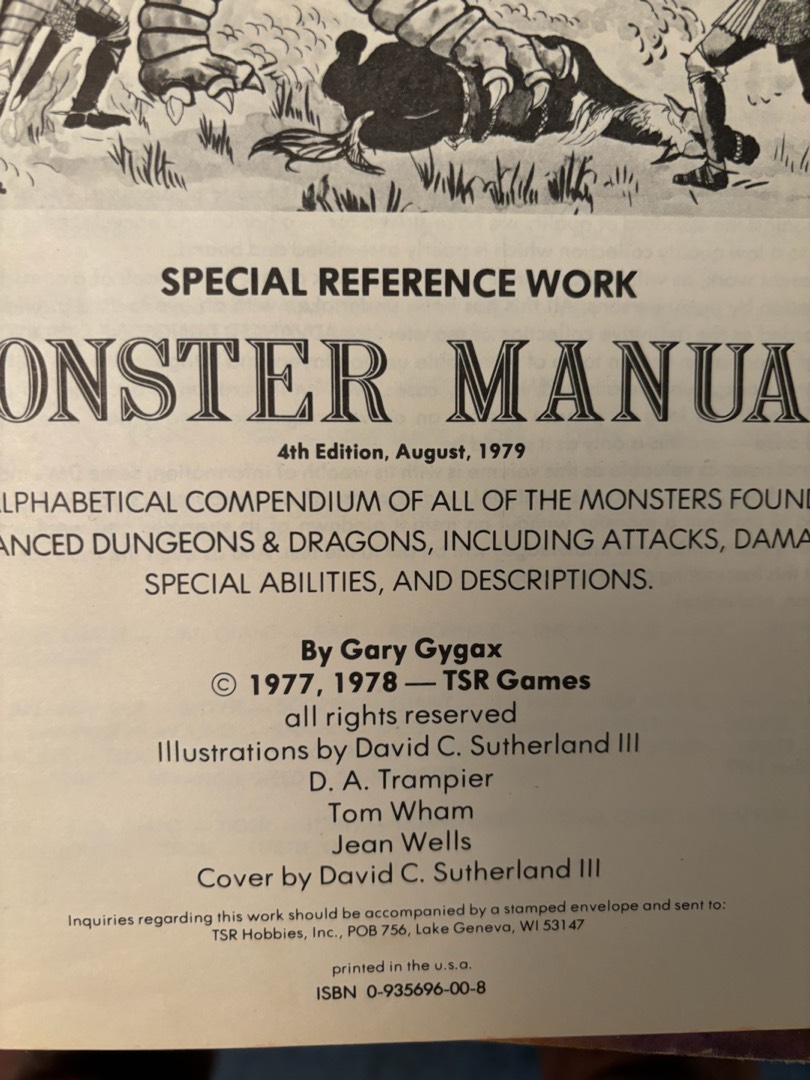 SPECIAL REFERENCE WORK
ONSTER MANUA
4th Edition, August, 1979
LPHABETICAL COMPENDIUM OF ALL OF THE MONSTERS FOUND
ANCED DUNGEONS & DRAGONS, INCLUDING ATTACKS, DAMA
SPECIAL ABILITIES, AND DESCRIPTIONS.
By Gary Gygax
© 1977, 1978 — TSR Games
all rights reserved
Illustrations by David C. Sutherland III
D. A. Trampier
Tom Wham
Jean Wells
Cover by David C. Sutherland III
Inquiries regarding this work should be accompanied by a stamped envelope and sent to:
TSR Hobbies, Inc., POB 756, Lake Geneva, WI 53147
printed in the u.s.a.
ISBN 0-935696-00-8